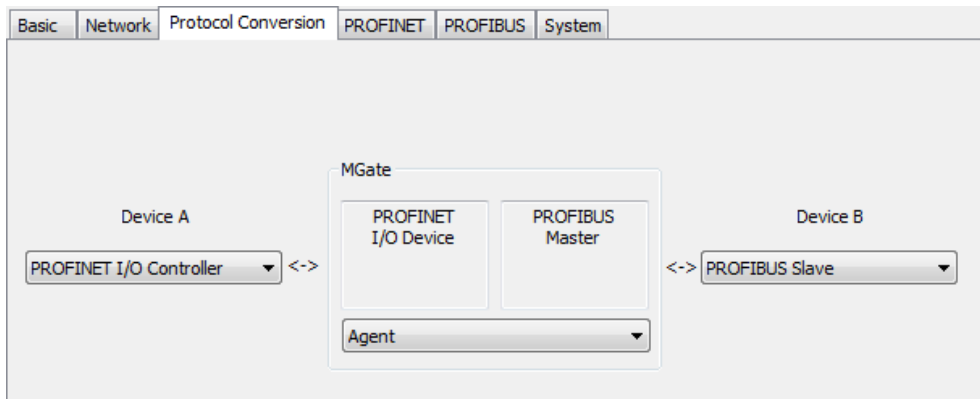 Basic Network Protocol Conversion PROFINET PROFIBUS System
MGate
Device A
PROFINET
I/O Device
PROFIBUS
Master
Device B
PROFINET I/O Controller
<->
<->
PROFIBUS Slave
Agent